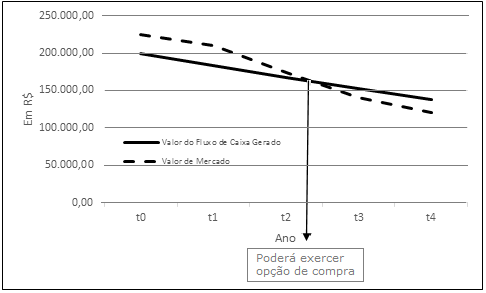 250.000,00
200.000,00
150.000,00
100.000,00
50.000,00
0,00
Em R$
Valor do Fluxo de Caixa Gerado
Valor de Mercado
t0 t1 t2 t3 t4
Ano
Poderá exercer
opção de compra